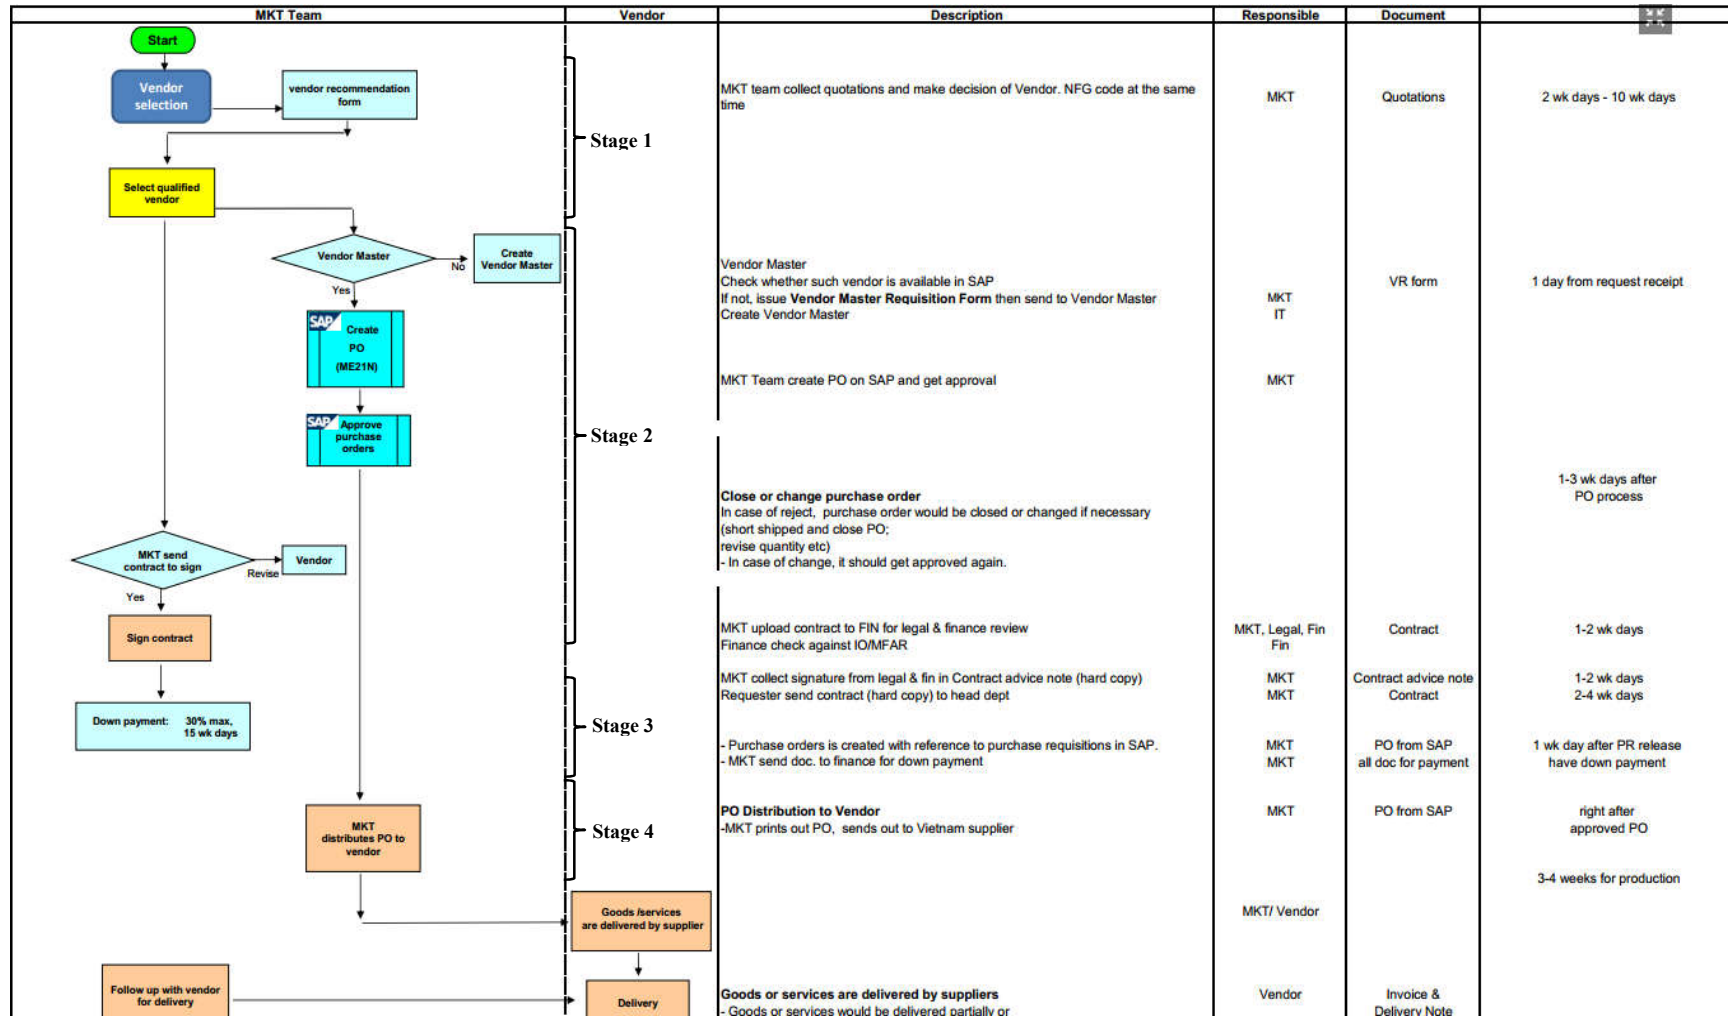 MKT Team
Vendor
Description
Responsible
Document
Start
Vendor
selection
vendor recommendation
form
MKT team collect quotations and make decision of Vendor. NFG code at the same
time
MKT
Quotations
2 wk days - 10 wk days
Stage 1
Select qualified
vendor
Vendor Master
No
Create
Vendor Master
Yes
Vendor Master
Check whether such vendor is available in SAP
If not, issue Vendor Master Requisition Form then send to Vendor Master
Create Vendor Master
MKT
IT
VR form
1 day from request receipt
SAP
Create
PO
(ME21N)
MKT Team create PO on SAP and get approval
MKT
SAP
Approve
purchase
orders
Stage 2
1-3 wk days after
PO process
Close or change purchase order
In case of reject, purchase order would be closed or changed if necessary
(short shipped and close PO;
revise quantity etc)
- In case of change, it should get approved again.
MKT send
contract to sign
Revise
Vendor
Yes
Sign contract
MKT upload contract to FIN for legal & finance review
Finance check against IO/MFAR
MKT, Legal, Fin
Fin
Contract
1-2 wk days
MKT collect signature from legal & fin in Contract advice note (hard copy)
Requester send contract (hard copy) to head dept
MKT
MKT
Contract advice note
Contract
1-2 wk days
2-4 wk days
Down payment: 30% max,
15 wk days
Stage 3
- Purchase orders is created with reference to purchase requisitions in SAP.
- MKT send doc. to finance for down payment
MKT
MKT
PO from SAP
all doc for payment
1 wk day after PR release
have down payment
MKT
distributes PO to
vendor
Stage 4
PO Distribution to Vendor
-MKT prints out PO, sends out to Vietnam supplier
MKT
PO from SAP
right after
approved PO
3-4 weeks for production
Goods /services
are delivered by supplier
MKT/ Vendor
Follow up with vendor
for delivery
Delivery
Goods or services are delivered by suppliers
- Goods or services would be delivered partially or
Vendor
Invoice &
Delivery Note